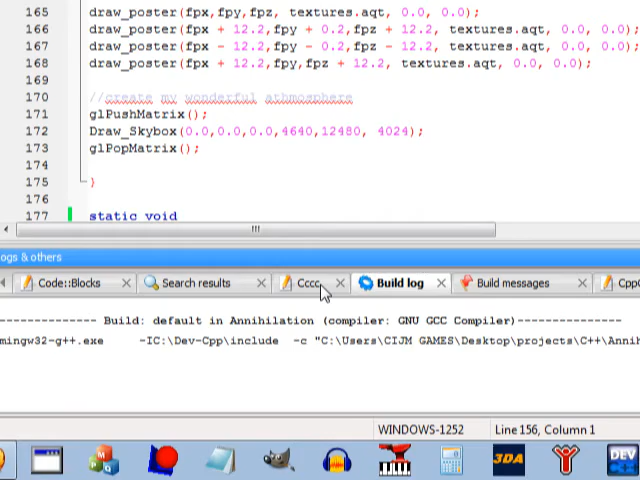 165 draw_poster(fpx,fpy,fpz, textures.aqt, 0.0, 0.0);
166 draw_poster(fpx + 12.2,fpy + 0.2,fpz + 12.2, textures.aqt, 0.0, 0.0);
167 draw_poster(fpx - 12.2,fpy - 0.2,fpz - 12.2, textures.aqt, 0.0, 0.0);
168 draw_poster(fpx + 12.2,fpy,fpz + 12.2, textures.aqt, 0.0, 0.0);
169
170 //create my wonderful athmosphere
171 glPushMatrix();
172 Draw_Skybox(0.0,0.0,0.0,4640,12480, 4024);
173 glPopMatrix();
174
175 }
176
177 static void
ogs & others
Code::Blocks Search results Cccc Build log Build messages CppC
-------------- Build: default in Annihilation (compiler: GNU GCC Compiler)---------------
mingw32-g++.exe -IC:\Dev-Cpp\include -c "C:\Users\CIJM GAMES\Desktop\projects\C++\Annih
WINDOWS-1252 Line 156, Column 1
3DA DEV